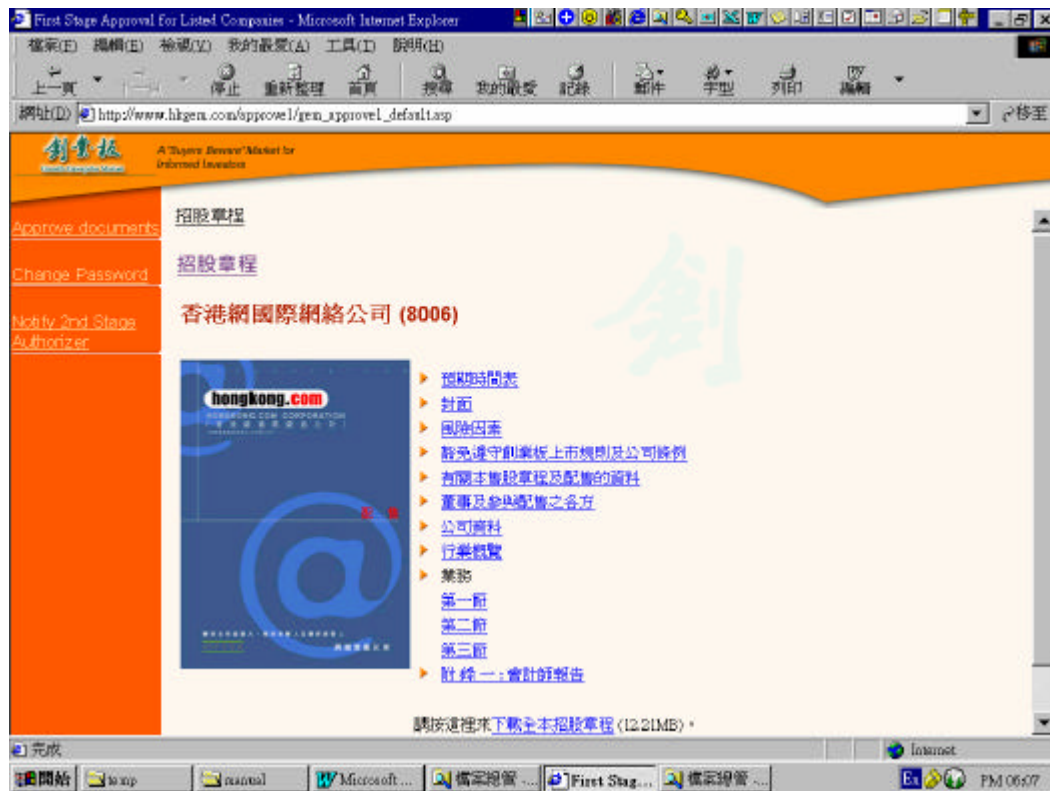 First Stage Approval for Listed Companies - Microsoft Internet Explorer
檔案(F) 編輯(E) 檢視(V) 我的最愛(A) 工具(T) 說明(H)
上一頁 停止 重新整理 首頁 搜尋 我的最愛 記錄 郵件 字型 列印 編輯
網址(D) http://www.hkgem.com/approve1/gem_approve1_default.asp 移至
創業板
A "Buyers Beware" Market for
Informed Investors
Approve documents
Change Password
Notify 2nd Stage
Authorizer
招股章程
招股章程
香港網國際網絡公司 (8006)
創
hongkong.com
HONGKONG.COM CORPORATION
配售
預期時間表
封面
風險因素
豁免遵守創業板上市規則及公司條例
有關本售股章程及配售的資料
董事及參與配售之各方
公司資料
行業概覽
業務
第一冊
第二冊
第三冊
附錄一:會計師報告
請按這裡來下載全本招股章程 (12.21MB)。
完成 Internet
開始 temp manual Microsoft ... 檔案總管 ... First Stag... 檔案總管 ... En PM 06:07